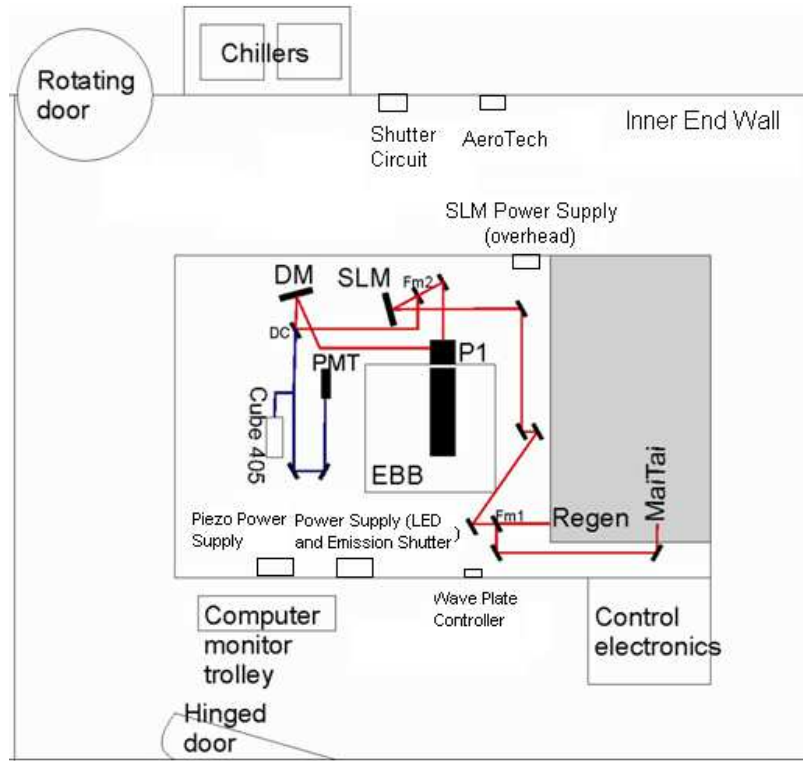 Chillers
Rotating
door
Shutter
Circuit
AeroTech
Inner End Wall
SLM Power Supply
(overhead)
DM
SLM
Fm2
DC
PMT
P1
Cube 405
EBB
MaiTai
Regen
Fm1
Piezo Power
Supply
Power Supply (LED
and Emission Shutter)
Wave Plate
Controller
Computer
monitor
trolley
Control
electronics
Hinged
door